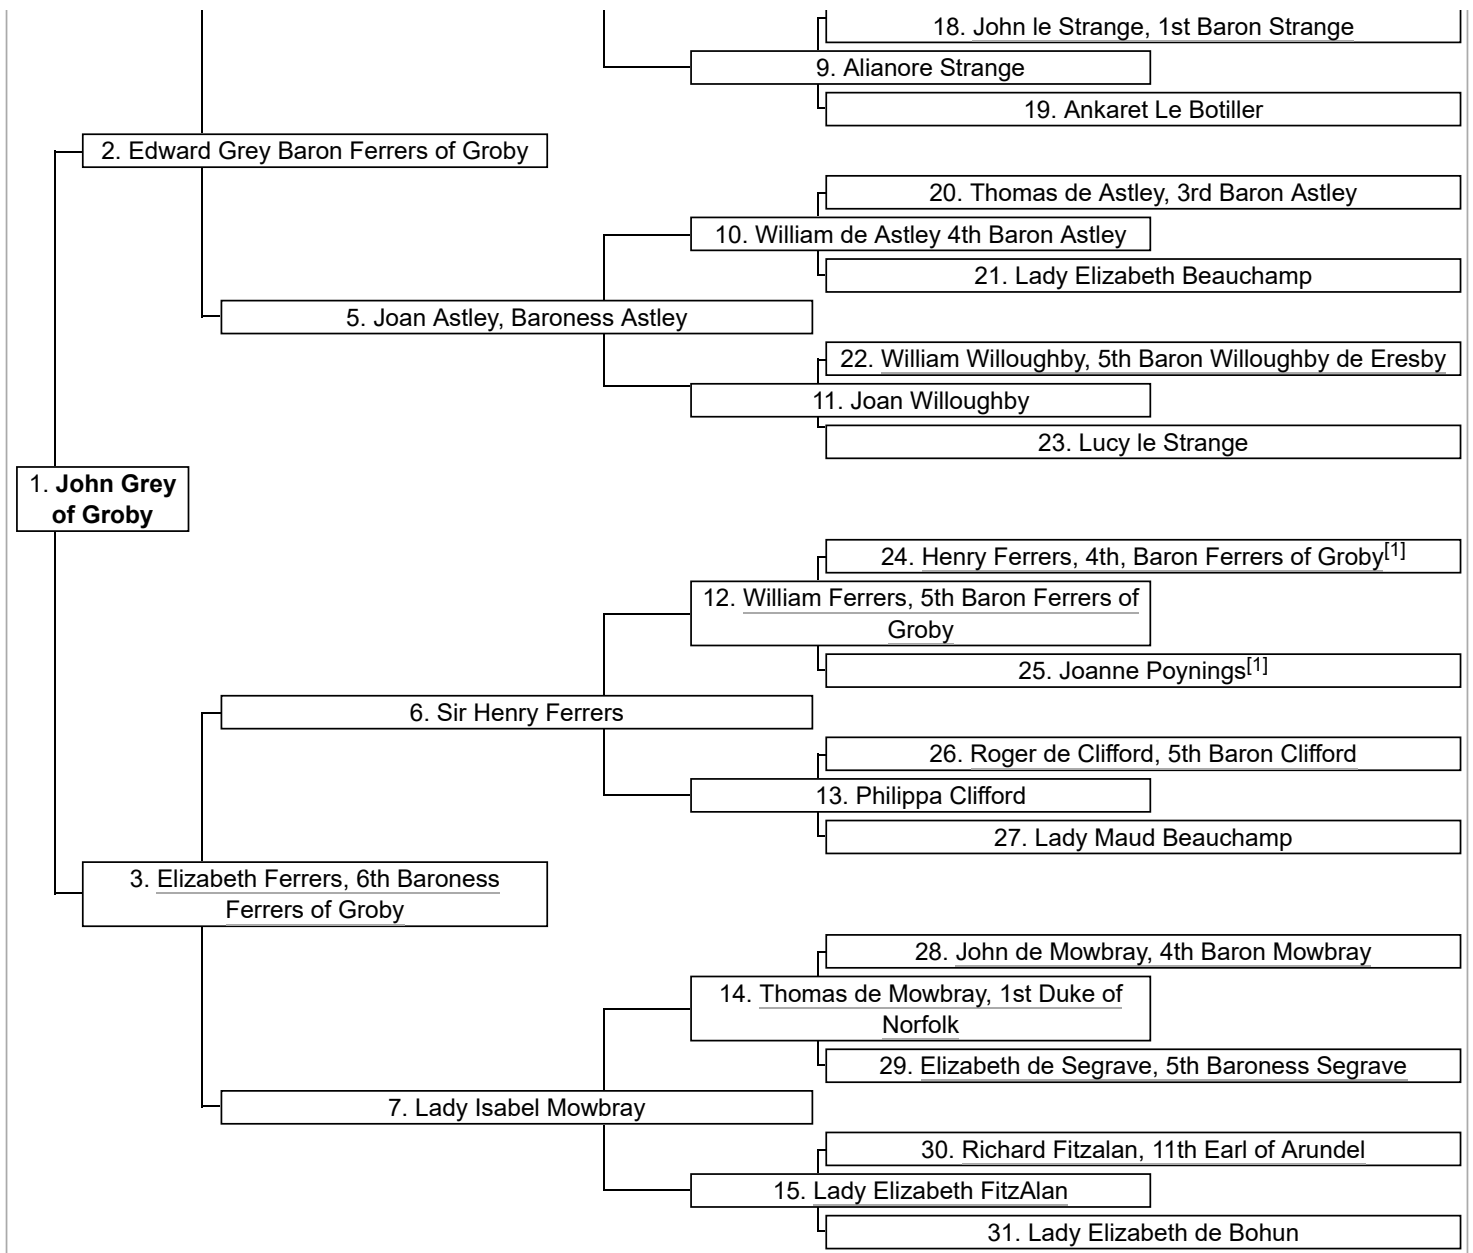 18. John le Strange, 1st Baron Strange
9. Alianore Strange
19. Ankaret Le Botiller
2. Edward Grey Baron Ferrers of Groby
20. Thomas de Astley, 3rd Baron Astley
10. William de Astley 4th Baron Astley
21. Lady Elizabeth Beauchamp
5. Joan Astley, Baroness Astley
22. William Willoughby, 5th Baron Willoughby de Eresby
11. Joan Willoughby
23. Lucy le Strange
1. John Grey
of Groby
24. Henry Ferrers, 4th, Baron Ferrers of Groby[1]
12. William Ferrers, 5th Baron Ferrers of
Groby
25. Joanne Poynings[1]
6. Sir Henry Ferrers
26. Roger de Clifford, 5th Baron Clifford
13. Philippa Clifford
27. Lady Maud Beauchamp
3. Elizabeth Ferrers, 6th Baroness
Ferrers of Groby
28. John de Mowbray, 4th Baron Mowbray
14. Thomas de Mowbray, 1st Duke of
Norfolk
29. Elizabeth de Segrave, 5th Baroness Segrave
7. Lady Isabel Mowbray
30. Richard Fitzalan, 11th Earl of Arundel
15. Lady Elizabeth FitzAlan
31. Lady Elizabeth de Bohun